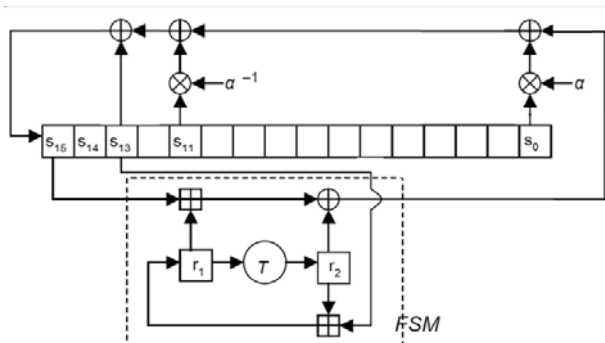 α ⁻¹
α
s₁₅ s₁₄ s₁₃ s₁₁ s₀
r₁ T r₂
FSM